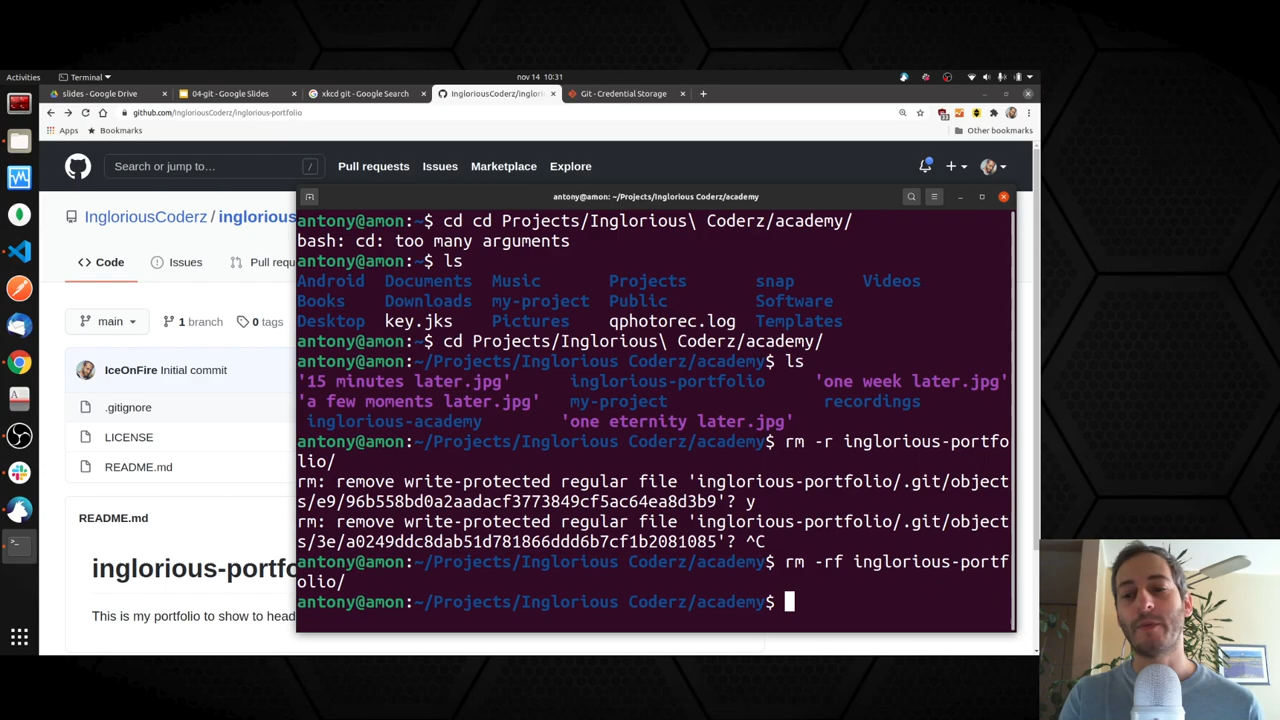 Activities
Terminal
nov 14 10:31
slides - Google Drive
04-git - Google Slides
xkcd git - Google Search
IngloriousCoderz/inglori
Git - Credential Storage
github.com/IngloriousCoderz/inglorious-portfolio
Apps
Bookmarks
Other bookmarks
Search or jump to...
/
Pull requests
Issues
Marketplace
Explore
antony@amon: ~/Projects/Inglorious Coderz/academy
IngloriousCoderz / inglorious
Code
Issues
Pull requ
main
1 branch
0 tags
IceOnFire Initial commit
.gitignore
LICENSE
README.md
README.md
inglorious-portfo
This is my portfolio to show to head
antony@amon:~$ cd cd Projects/Inglorious\ Coderz/academy/
bash: cd: too many arguments
antony@amon:~$ ls
Android Documents Music Projects snap Videos
Books Downloads my-project Public Software
Desktop key.jks Pictures qphotorec.log Templates
antony@amon:~$ cd Projects/Inglorious\ Coderz/academy/
antony@amon:~/Projects/Inglorious Coderz/academy$ ls
'15 minutes later.jpg' inglorious-portfolio 'one week later.jpg'
'a few moments later.jpg' my-project recordings
inglorious-academy 'one eternity later.jpg'
antony@amon:~/Projects/Inglorious Coderz/academy$ rm -r inglorious-portfo
lio/
rm: remove write-protected regular file 'inglorious-portfolio/.git/object
s/e9/96b558bd0a2aadacf3773849cf5ac64ea8d3b9'? y
rm: remove write-protected regular file 'inglorious-portfolio/.git/object
s/3e/a0249ddc8dab51d781866ddd6b7cf1b2081085'? ^C
antony@amon:~/Projects/Inglorious Coderz/academy$ rm -rf inglorious-portf
olio/
antony@amon:~/Projects/Inglorious Coderz/academy$